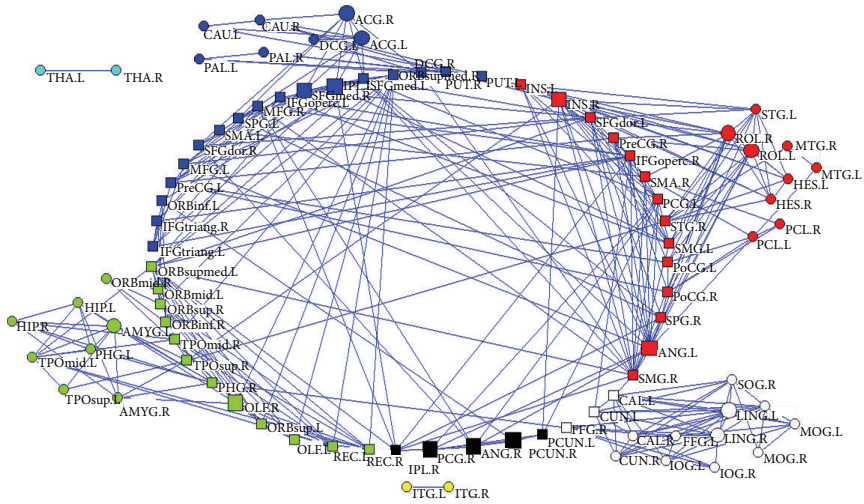 ACG.R
CAU.R
CAU.L
DCG.L
ACG.L
PAL.R
PAL.L
THA.L
THA.R
DCG.R
ORBsupmed.R
PUT.R
PUT.L
INS.L
INS.R
IPL.L
SFGmed.L
SFGmed.R
IFGoperc.L
MFG.R
SPG.L
SMA.L
SFGdor.R
MFG.L
PreCG.L
ORBinf.L
IFGtriang.R
IFGtriang.L
SFGdor.L
PreCG.R
IFGoperc.R
SMA.R
PCG.L
STG.R
SMG.L
PoCG.L
PoCG.R
SPG.R
ANG.L
SMG.R
STG.L
ROL.R
ROL.L
MTG.R
MTG.L
HES.L
HES.R
PCL.R
PCL.L
ORBsupmed.L
ORBmid.R
ORBmid.L
ORBsup.R
ORBinf.R
TPOmid.R
TPOsup.R
PHG.R
OLF.R
ORBsup.L
OLF.L
REC.L
REC.R
HIP.L
HIP.R
AMYG.L
PHG.L
TPOmid.L
TPOsup.L
AMYG.R
IPL.R
PCG.R
ANG.R
PCUN.R
PCUN.L
FFG.R
CUN.L
CAL.L
SOG.R
LING.L
MOG.L
CAL.R
FFG.L
LING.R
MOG.R
CUN.R
IOG.L
IOG.R
ITG.L
ITG.R